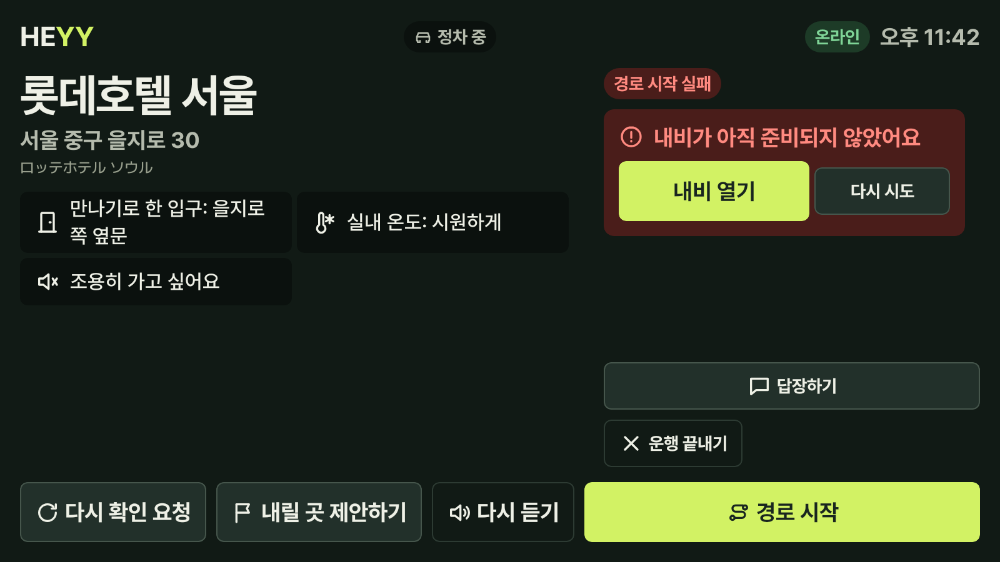 HEYY
정차 중
온라인
오후 11:42
롯데호텔 서울
서울 중구 을지로 30
ロッテホテル ソウル
만나기로 한 입구: 을지로
쪽 옆문
실내 온도: 시원하게
조용히 가고 싶어요
경로 시작 실패
내비가 아직 준비되지 않았어요
내비 열기
다시 시도
답장하기
운행 끝내기
다시 확인 요청
내릴 곳 제안하기
다시 듣기
경로 시작